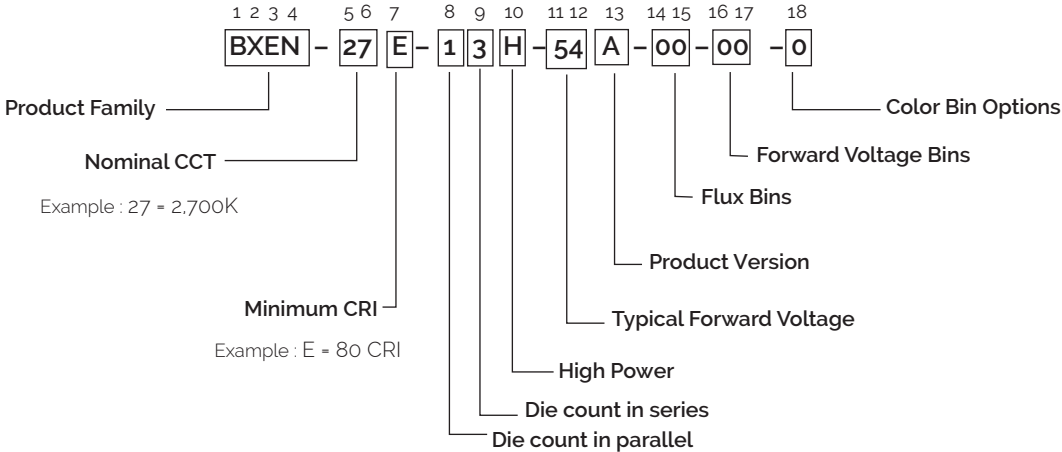 1 2 3 4 5 6 7 8 9 10 11 12 13 14 15 16 17 18
BXEN - 27 E - 1 3 H - 54 A - 00 - 00 - 0
Product Family
Color Bin Options
Nominal CCT
Forward Voltage Bins
Example : 27 = 2,700K
Flux Bins
Product Version
Minimum CRI
Typical Forward Voltage
Example : E = 80 CRI
High Power
Die count in series
Die count in parallel